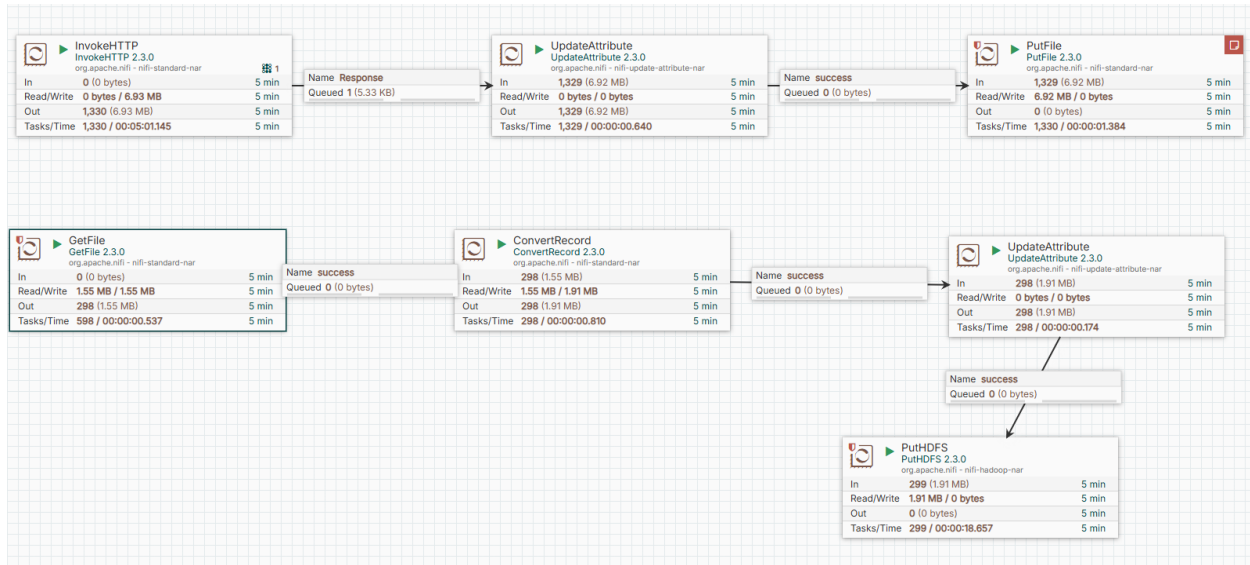 InvokeHTTP
InvokeHTTP 2.3.0
org.apache.nifi - nifi-standard-nar
1
In 0 (0 bytes) 5 min
Read/Write 0 bytes / 6.93 MB 5 min
Out 1,330 (6.93 MB) 5 min
Tasks/Time 1,330 / 00:05:01.145 5 min
Name Response
Queued 1 (5.33 KB)
UpdateAttribute
UpdateAttribute 2.3.0
org.apache.nifi - nifi-update-attribute-nar
In 1,329 (6.92 MB) 5 min
Read/Write 0 bytes / 0 bytes 5 min
Out 1,329 (6.92 MB) 5 min
Tasks/Time 1,329 / 00:00:00.640 5 min
Name success
Queued 0 (0 bytes)
PutFile
PutFile 2.3.0
org.apache.nifi - nifi-standard-nar
In 1,329 (6.92 MB) 5 min
Read/Write 6.92 MB / 0 bytes 5 min
Out 0 (0 bytes) 5 min
Tasks/Time 1,330 / 00:00:01.384 5 min
GetFile
GetFile 2.3.0
org.apache.nifi - nifi-standard-nar
In 0 (0 bytes) 5 min
Read/Write 1.55 MB / 1.55 MB 5 min
Out 298 (1.55 MB) 5 min
Tasks/Time 598 / 00:00:00.537 5 min
Name success
Queued 0 (0 bytes)
ConvertRecord
ConvertRecord 2.3.0
org.apache.nifi - nifi-standard-nar
In 298 (1.55 MB) 5 min
Read/Write 1.55 MB / 1.91 MB 5 min
Out 298 (1.91 MB) 5 min
Tasks/Time 298 / 00:00:00.810 5 min
Name success
Queued 0 (0 bytes)
UpdateAttribute
UpdateAttribute 2.3.0
org.apache.nifi - nifi-update-attribute-nar
In 298 (1.91 MB) 5 min
Read/Write 0 bytes / 0 bytes 5 min
Out 298 (1.91 MB) 5 min
Tasks/Time 298 / 00:00:00.174 5 min
Name success
Queued 0 (0 bytes)
PutHDFS
PutHDFS 2.3.0
org.apache.nifi - nifi-hadoop-nar
In 299 (1.91 MB) 5 min
Read/Write 1.91 MB / 0 bytes 5 min
Out 0 (0 bytes) 5 min
Tasks/Time 299 / 00:00:18.657 5 min